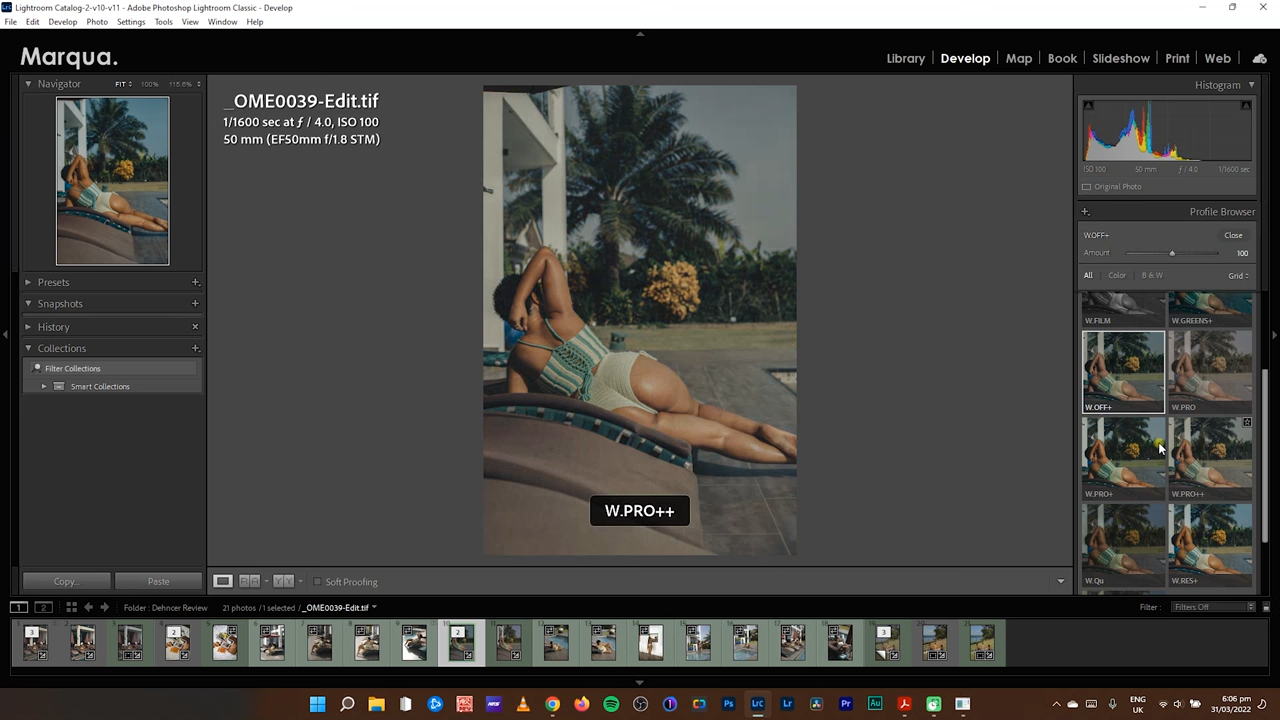 Lightroom Catalog-2-v10-v11 - Adobe Photoshop Lightroom Classic - Develop
File Edit Develop Photo Settings Tools View Window Help
Marqua.
Library | Develop | Map | Book | Slideshow | Print | Web
Navigator FIT 100%
Histogram
_OME0039-Edit.tif
1/1600 sec at ƒ / 4.0, ISO 100
50 mm (EF50mm f/1.8 STM)
ISO 100 50 mm ƒ / 4.0 1/1600 sec
Original Photo
Profile Browser
W.OFF+ Close
Amount 100
All Color B & W Grid
Presets
Snapshots
History
Collections
Filter Collections
Smart Collections
W.FILM W.GREENS+
W.OFF+ W.PRO
W.PRO+ W.PRO++
W.Qu W.RES+
W.PRO++
Copy... Paste
Soft Proofing
1 2 Folder : Dehncer Review 21 photos / 1 selected / _OME0039-Edit.tif Filter : Filters Off
ENG
UK
6:06 pm
31/03/2022